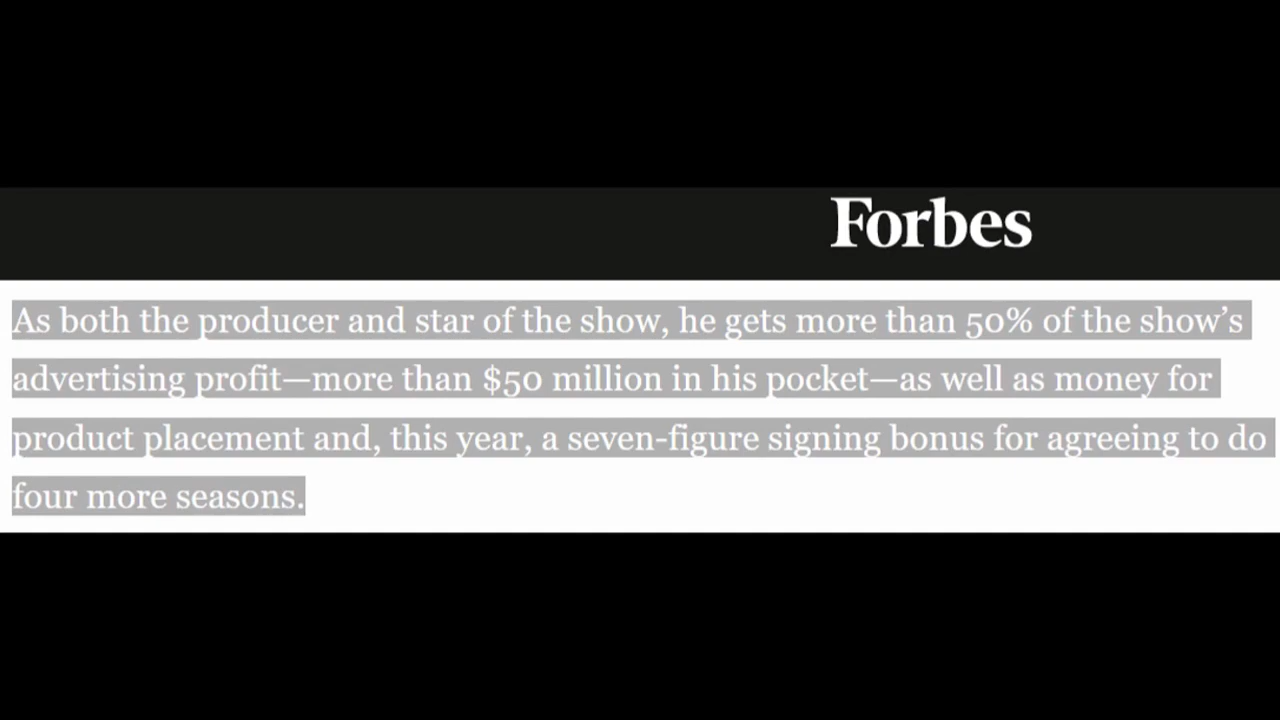 Forbes
As both the producer and star of the show, he gets more than 50% of the show’s
advertising profit—more than $50 million in his pocket—as well as money for
product placement and, this year, a seven-figure signing bonus for agreeing to do
four more seasons.